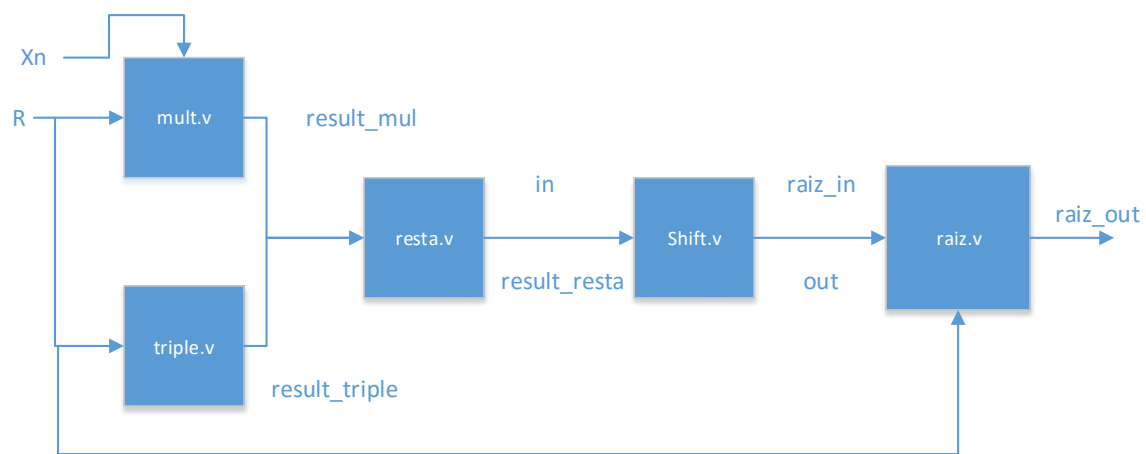 Xn
R
mult.v
result_mul
in
raiz_in
resta.v
Shift.v
raiz.v
raiz_out
result_resta
out
triple.v
result_triple